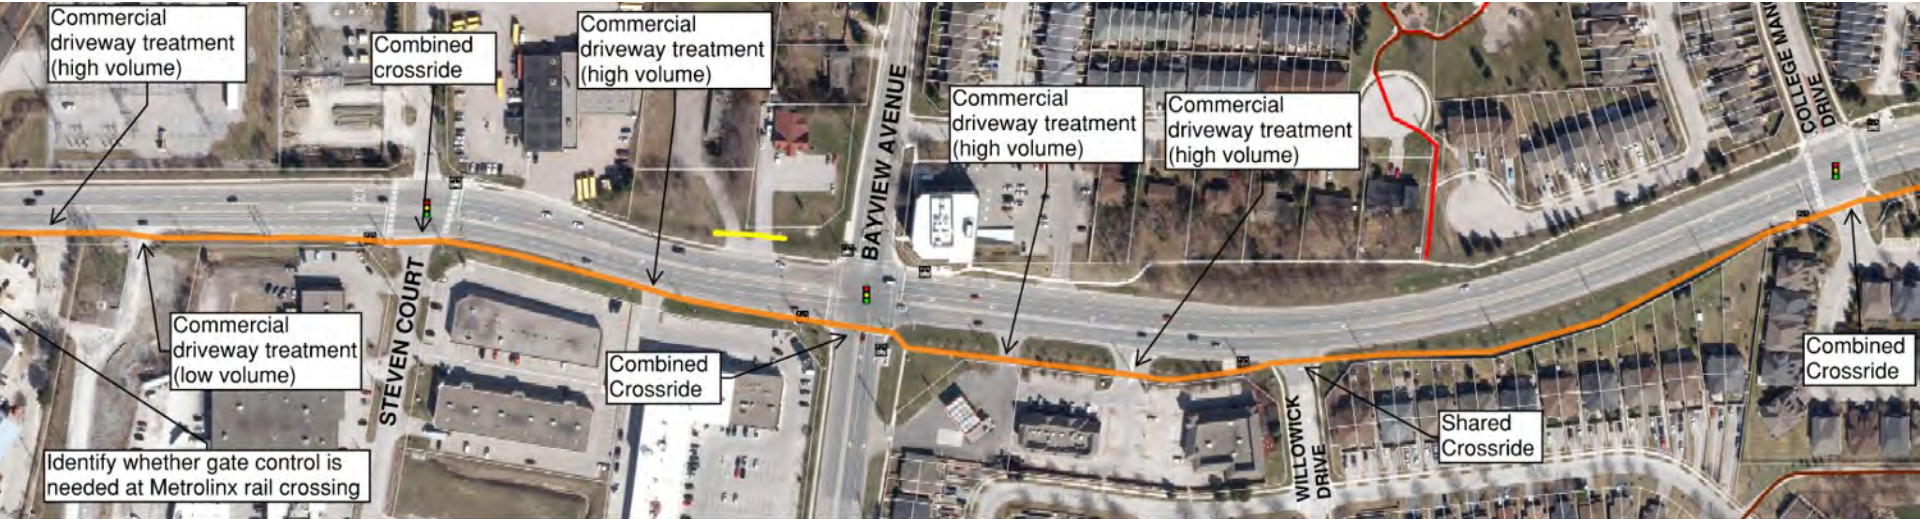 Commercial
driveway treatment
(high volume)
Combined
crossride
Commercial
driveway treatment
(high volume)
BAYVIEW AVENUE
Commercial
driveway treatment
(high volume)
Commercial
driveway treatment
(high volume)
COLLEGE MAN
DRIVE
Commercial
driveway treatment
(low volume)
STEVEN COURT
Combined
Crossride
Identify whether gate control is
needed at Metrolinx rail crossing
WILLOWICK
DRIVE
Shared
Crossride
Combined
Crossride